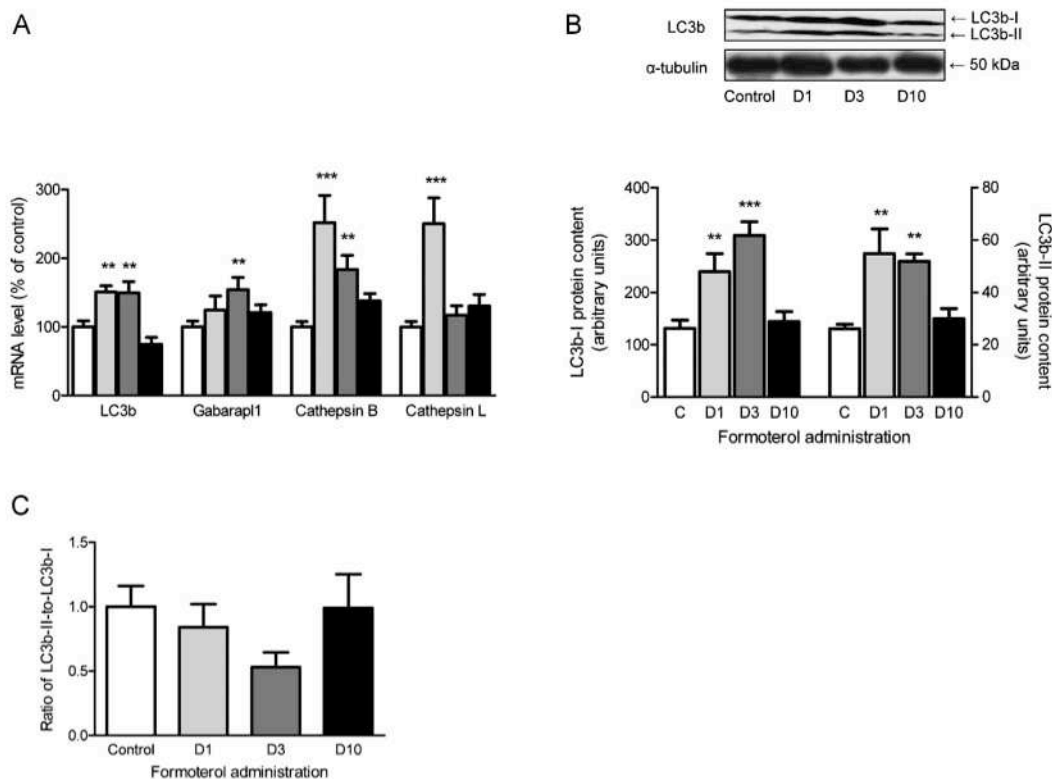 A
mRNA level (% of control)
300
200
150
100
50
0
** **
**
***
**
***
LC3b Gabarapl1 Cathepsin B Cathepsin L
B
LC3b
← LC3b-I
← LC3b-II
α-tubulin
← 50 kDa
Control D1 D3 D10
LC3b-I protein content
(arbitrary units)
400
300
200
100
0
**
***
**
**
80
60
40
20
0
LC3b-II protein content
(arbitrary units)
C D1 D3 D10 C D1 D3 D10
Formoterol administration
C
Ratio of LC3b-II-to-LC3b-I
1.5
1.0
0.5
0.0
Control D1 D3 D10
Formoterol administration